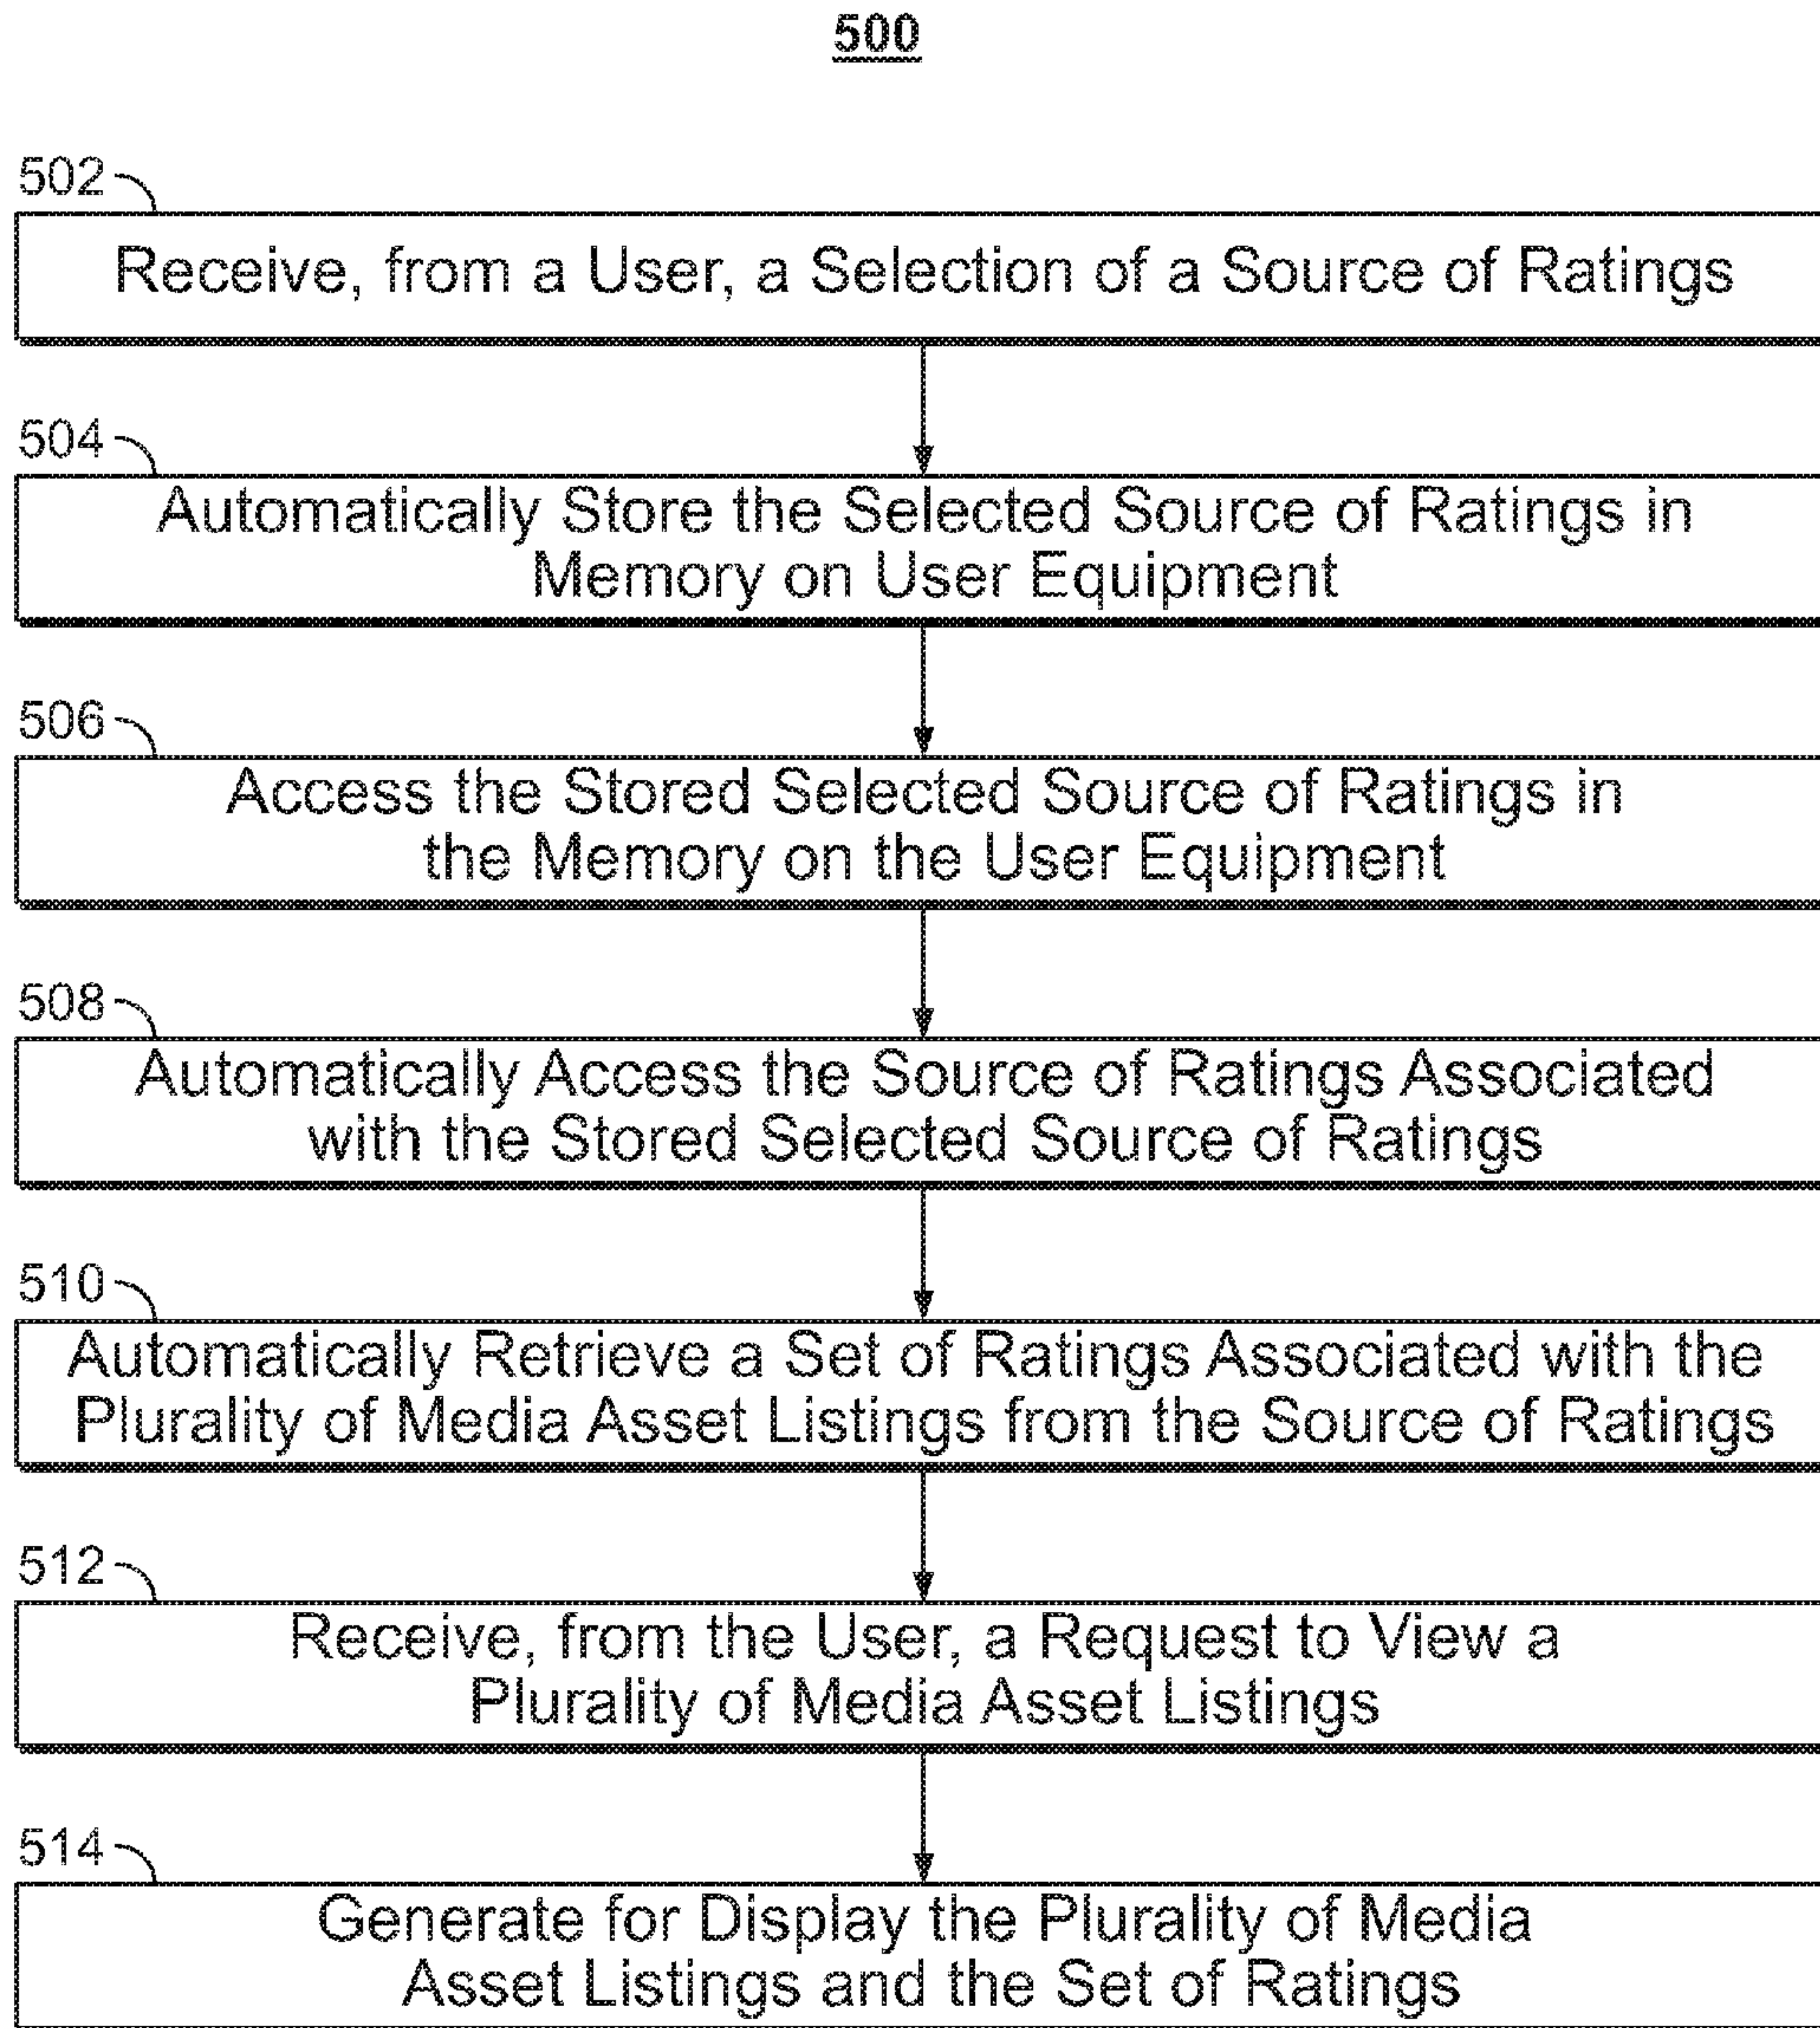 500
502
Receive, from a User, a Selection of a Source of Ratings
504
Automatically Store the Selected Source of Ratings in
Memory on User Equipment
506
Access the Stored Selected Source of Ratings in
the Memory on the User Equipment
508
Automatically Access the Source of Ratings Associated
with the Stored Selected Source of Ratings
510
Automatically Retrieve a Set of Ratings Associated with the
Plurality of Media Asset Listings from the Source of Ratings
512
Receive, from the User, a Request to View a
Plurality of Media Asset Listings
514
Generate for Display the Plurality of Media
Asset Listings and the Set of Ratings